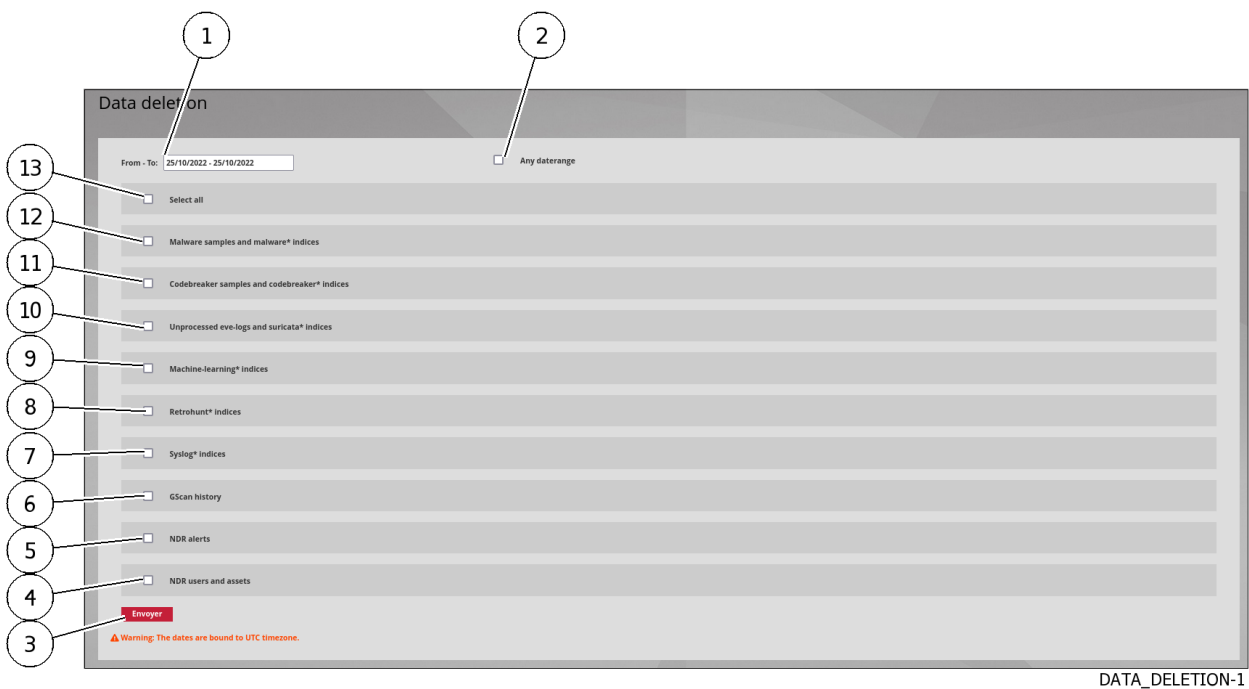 1
2
Data deletion
From - To: 25/10/2022 - 25/10/2022
Any daterange
13
Select all
12
Malware samples and malware* indices
11
Codebreaker samples and codebreaker* indices
10
Unprocessed eve-logs and suricata* indices
9
Machine-learning* indices
8
Retrohunt* indices
7
Syslog* indices
6
GScan history
5
NDR alerts
4
NDR users and assets
Envoyer
3
Warning: The dates are bound to UTC timezone.
DATA_DELETION-1